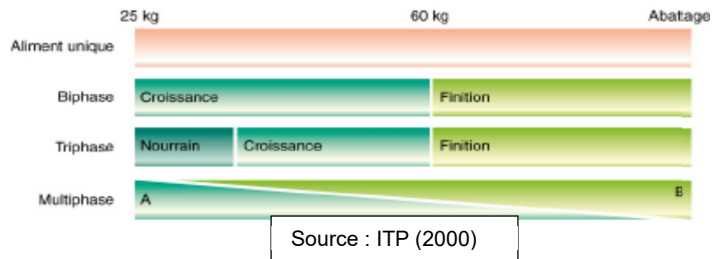 25 kg 60 kg Abattage
Aliment unique
Biphase Croissance Finition
Triphase Nourrain Croissance Finition
Multiphase A B
Source : ITP (2000)